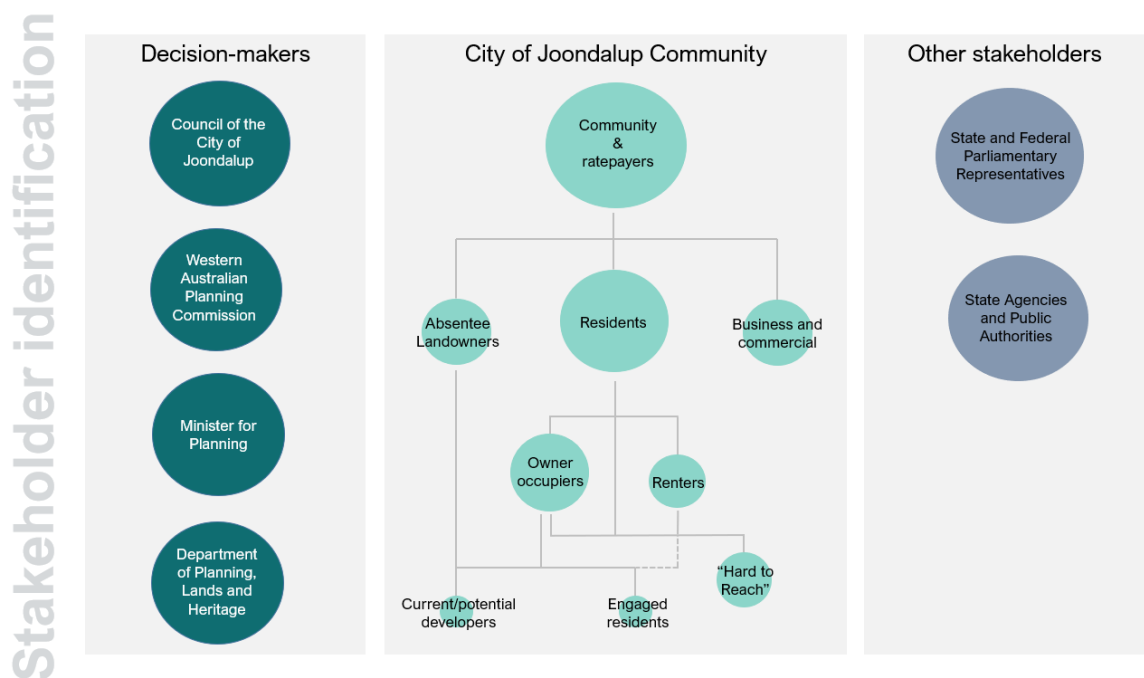 Stakeholder identification
Decision-makers
Council of the
City of
Joondalup
Western
Australian
Planning
Commission
Minister for
Planning
Department
of Planning,
Lands and
Heritage
City of Joondalup Community
Community
&
ratepayers
Absentee
Landowners
Residents
Business and
commercial
Owner
occupiers
Renters
“Hard to
Reach”
Current/potential
developers
Engaged
residents
Other stakeholders
State and Federal
Parliamentary
Representatives
State Agencies
and Public
Authorities